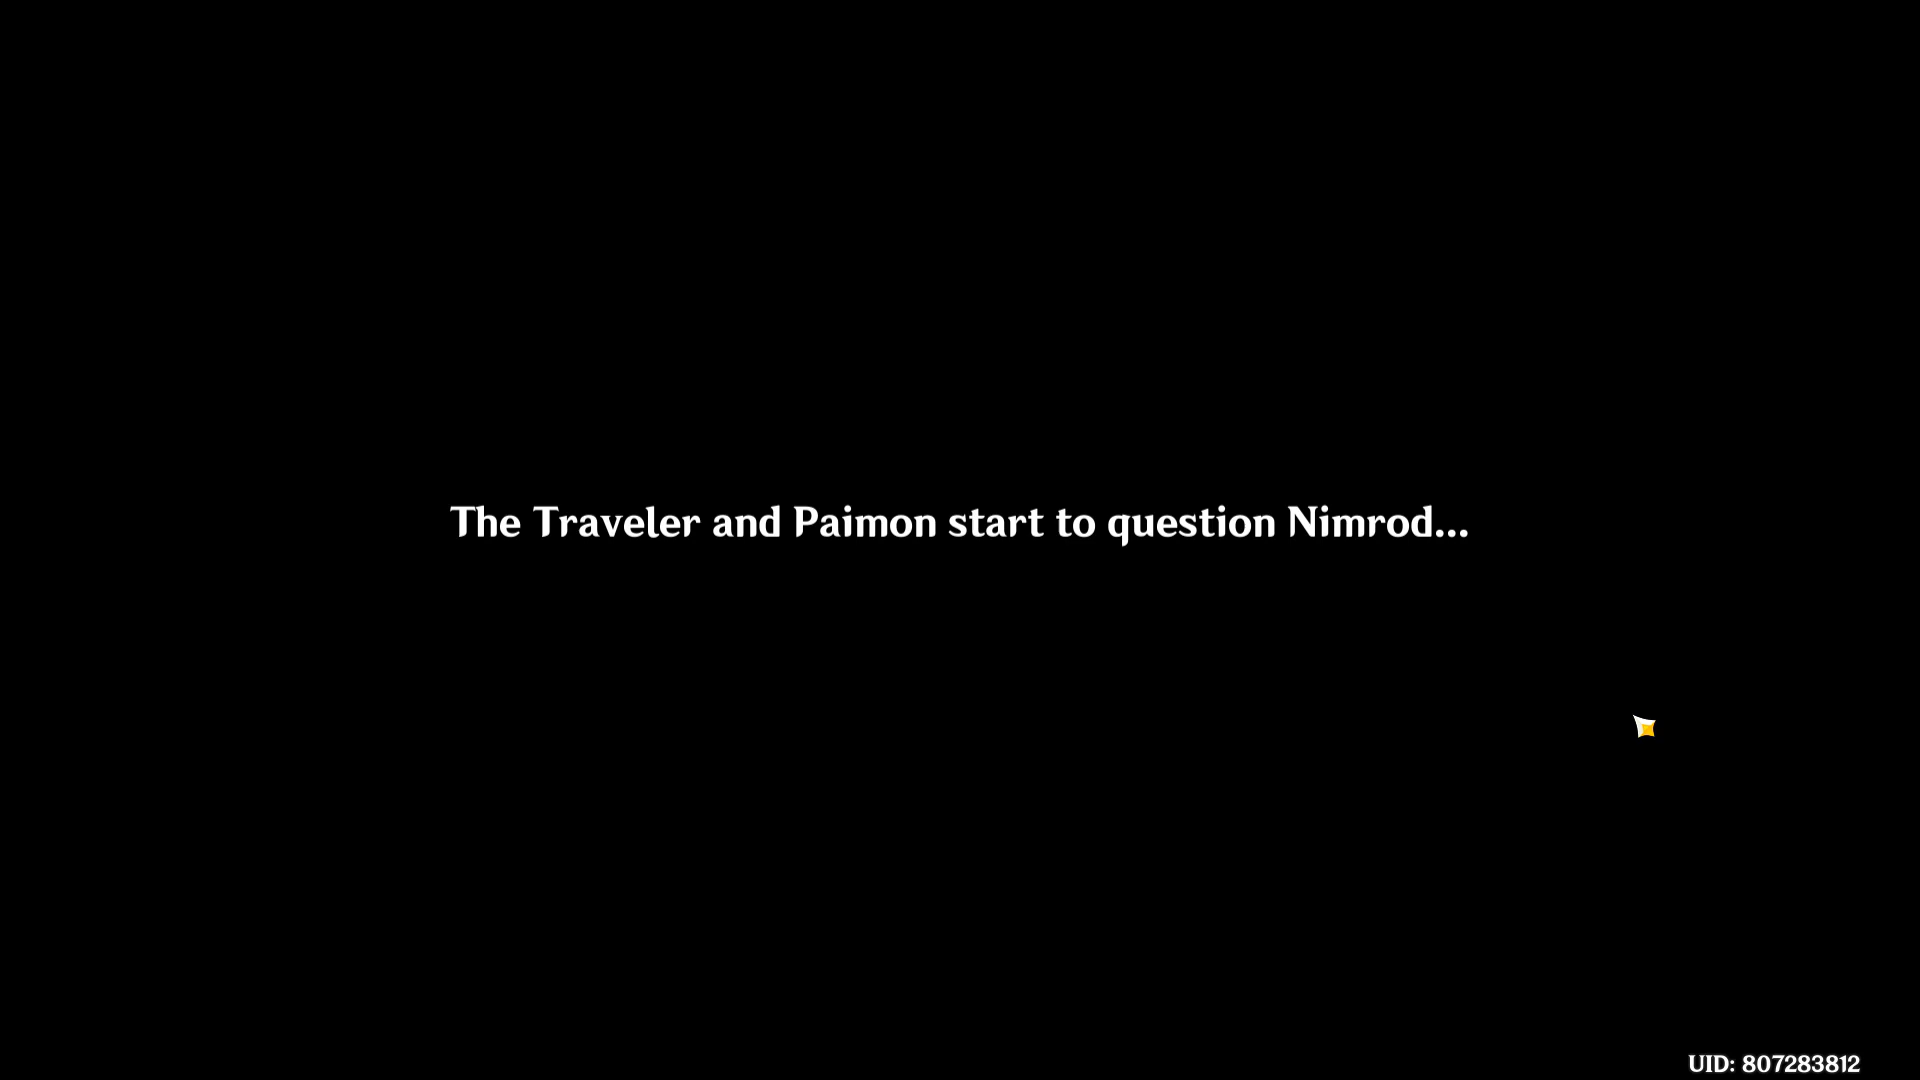 The Traveler and Paimon start to question Nimrod...
UID: 807283812